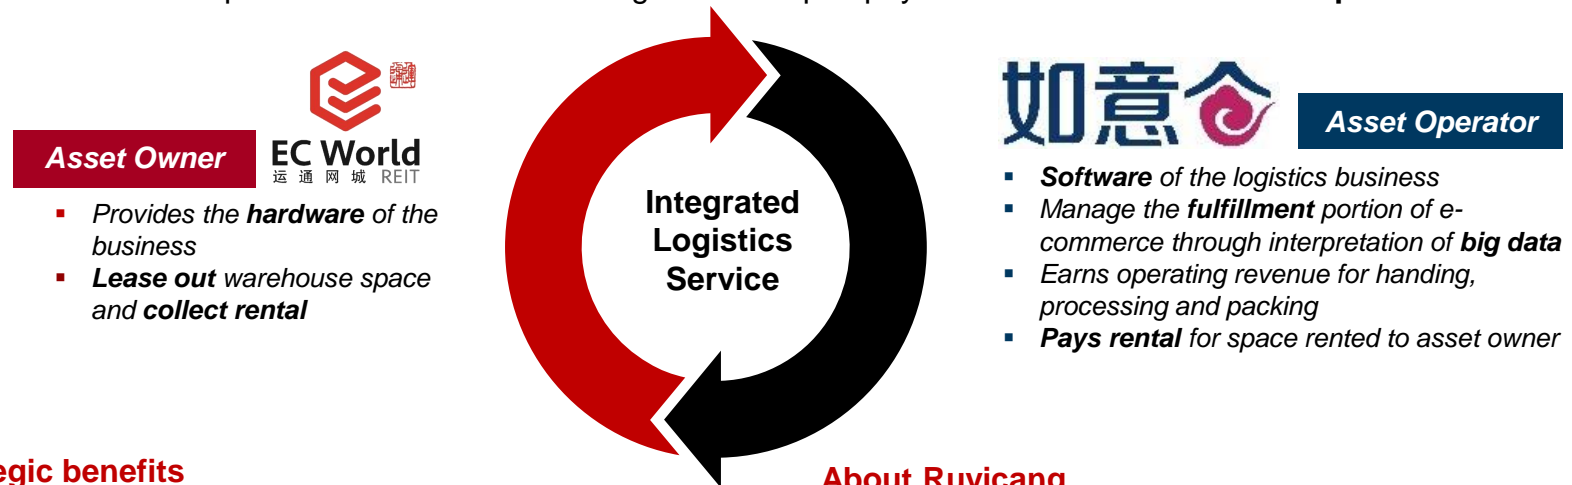 EC World
运通网城 REIT
Asset Owner
▪ Provides the hardware of the
business
▪ Lease out warehouse space
and collect rental
Integrated
Logistics
Service
如意仓
Asset Operator
▪ Software of the logistics business
▪ Manage the fulfillment portion of e-
commerce through interpretation of big data
▪ Earns operating revenue for handing,
processing and packing
▪ Pays rental for space rented to asset owner
egic benefits
About Ruyicang